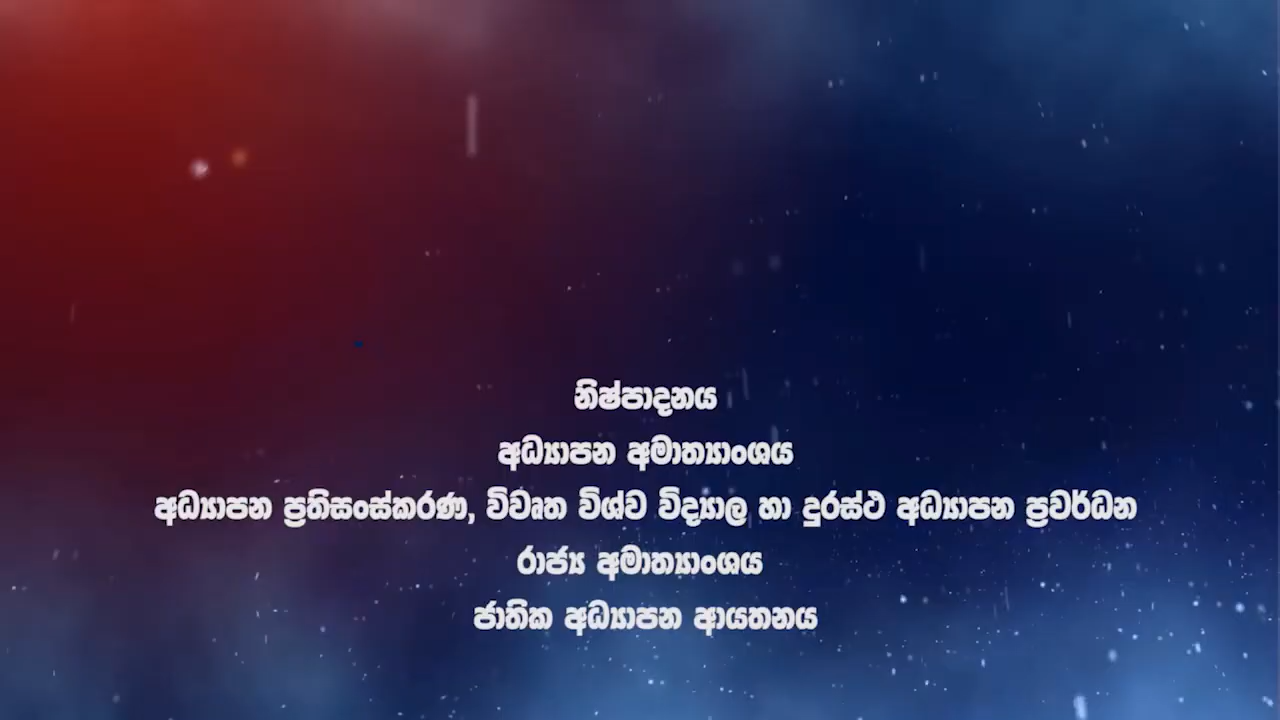 නිෂ්පාදනය
අධ්‍යාපන අමාත්‍යාංශය
අධ්‍යාපන ප්‍රතිසංස්කරණ, විවෘත විශ්ව විද්‍යාල හා දුරස්ථ අධ්‍යාපන ප්‍රවර්ධන
රාජ්‍ය අමාත්‍යාංශය
ජාතික අධ්‍යාපන ආයතනය